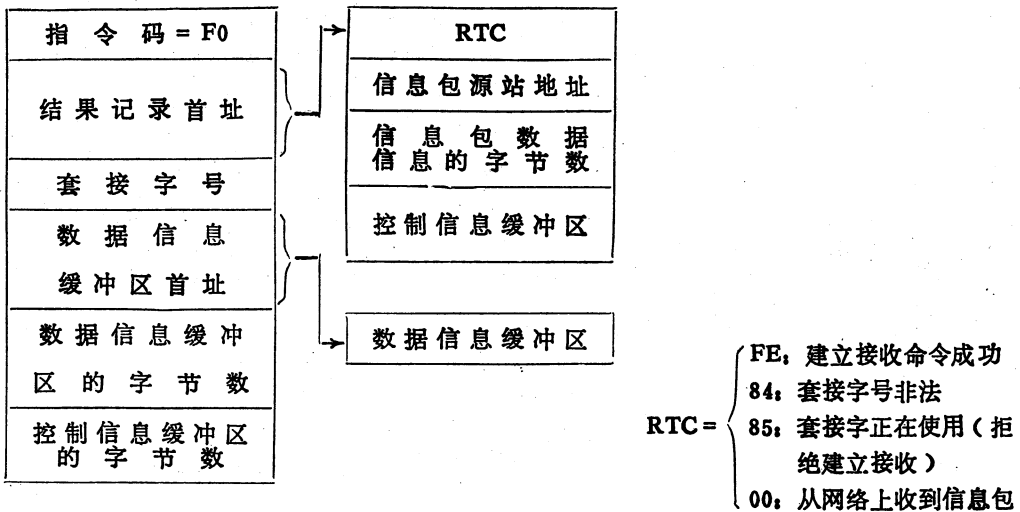 指令码=F0
结果记录首址
套接字号
数据信息
缓冲区首址
数据信息缓冲
区的字节数
控制信息缓冲区
的字节数
RTC
信息包源站地址
信息包数据
信息的字节数
控制信息缓冲区
数据信息缓冲区
RTC=
FE：建立接收命令成功
84：套接字号非法
85：套接字正在使用（拒
绝建立接收）
00：从网络上收到信息包